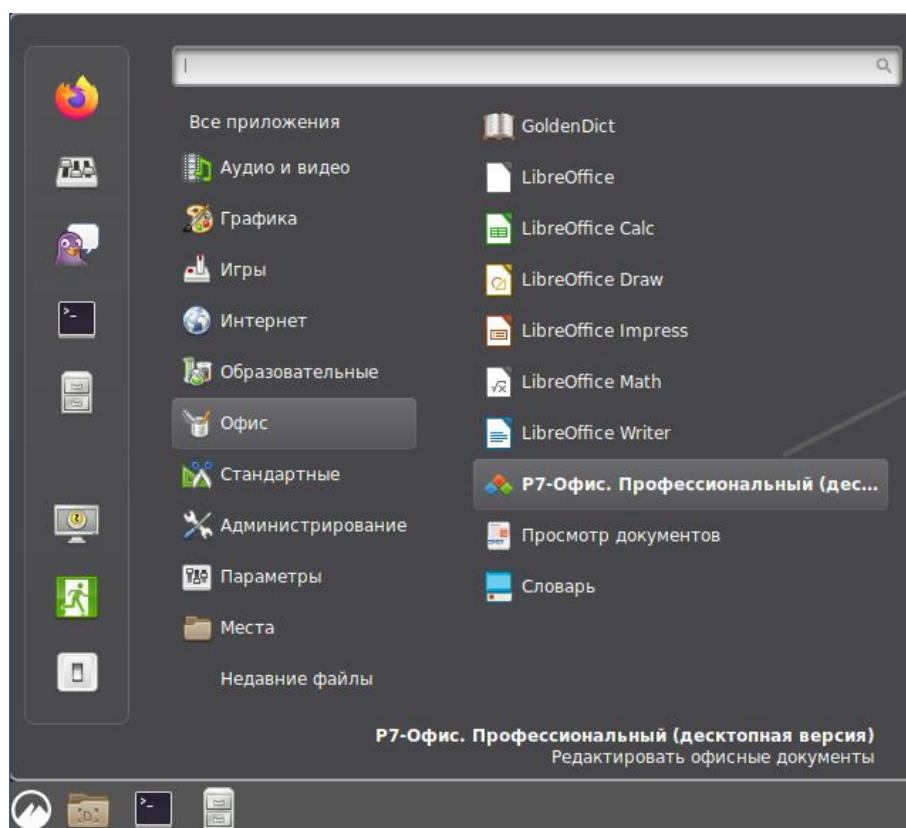 Все приложения
Аудио и видео
Графика
Игры
Интернет
Образовательные
Офис
Стандартные
Администрирование
Параметры
Места
Недавние файлы
GoldenDict
LibreOffice
LibreOffice Calc
LibreOffice Draw
LibreOffice Impress
LibreOffice Math
LibreOffice Writer
Р7-Офис. Профессиональный (дес...
Просмотр документов
Словарь
Р7-Офис. Профессиональный (десктопная версия)
Редактировать офисные документы